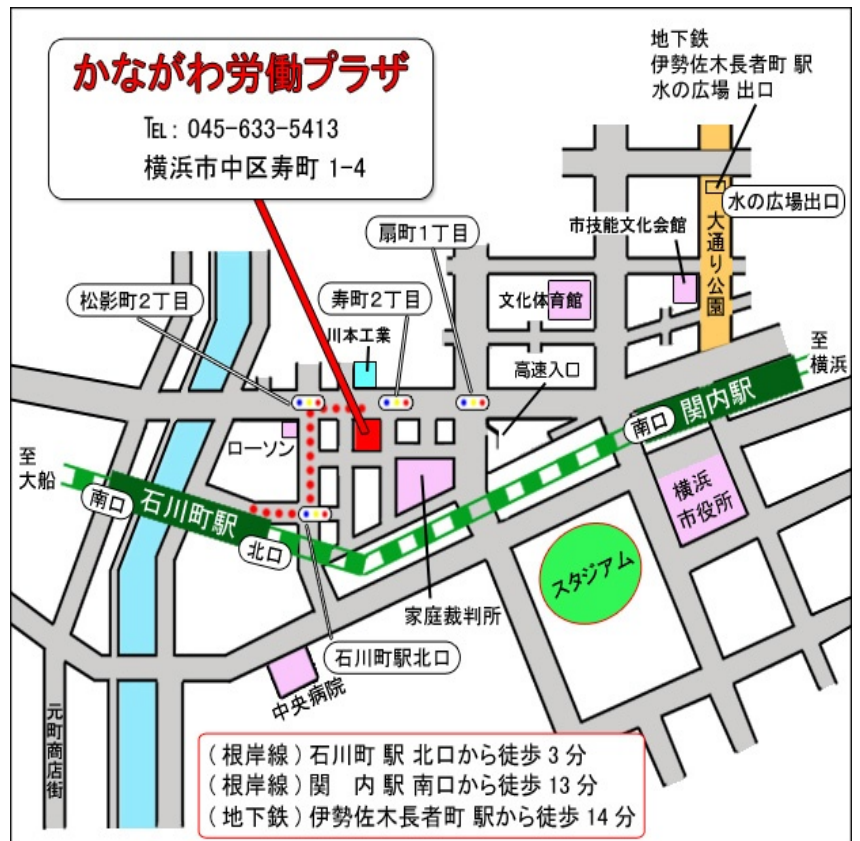 かながわ労働プラザ
TEL: 045-633-5413
横浜市中区寿町 1-4
地下鉄
伊勢佐木長者町 駅
水の広場 出口
水の広場出口
大通り公園
市技能文化会館
扇町1丁目
松影町2丁目
寿町2丁目
文化体育館
川本工業
高速入口
至
横浜
関内駅
南口
ローソン
至
大船
南口
石川町駅
北口
横浜
市役所
スタジアム
家庭裁判所
石川町駅北口
中央病院
元町商店街
(根岸線) 石川町 駅 北口から徒歩 3 分
(根岸線) 関 内 駅 南口から徒歩 13 分
(地下鉄) 伊勢佐木長者町 駅から徒歩 14 分